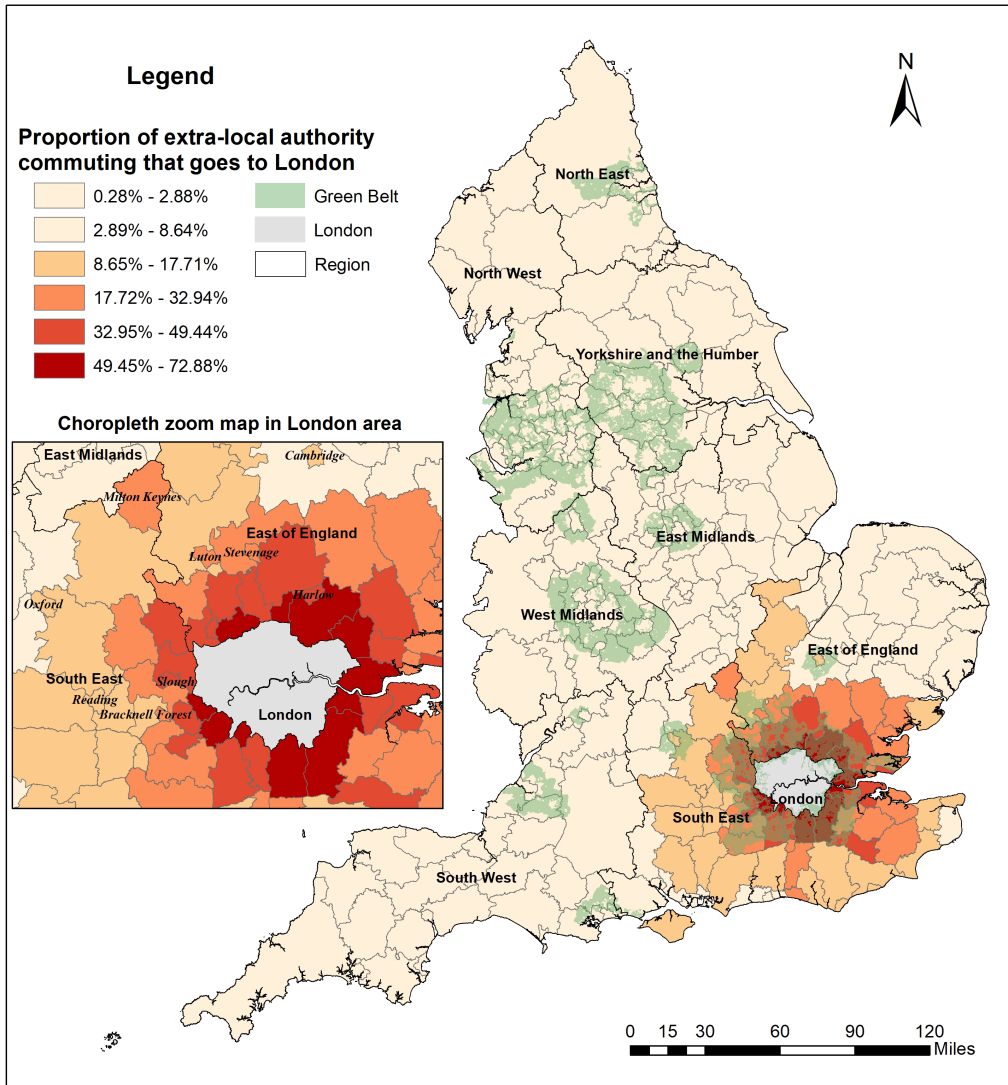 Legend
N
Proportion of extra-local authority
commuting that goes to London
0.28% - 2.88%
2.89% - 8.64%
8.65% - 17.71%
17.72% - 32.94%
32.95% - 49.44%
49.45% - 72.88%
Green Belt
London
Region
Choropleth zoom map in London area
East Midlands
Cambridge
Milton Keynes
East of England
Luton
Stevenage
Oxford
Harlow
South East
Slough
Reading
Bracknell Forest
London
North East
North West
Yorkshire and the Humber
East Midlands
West Midlands
East of England
London
South East
South West
0 15 30 60 90 120
Miles